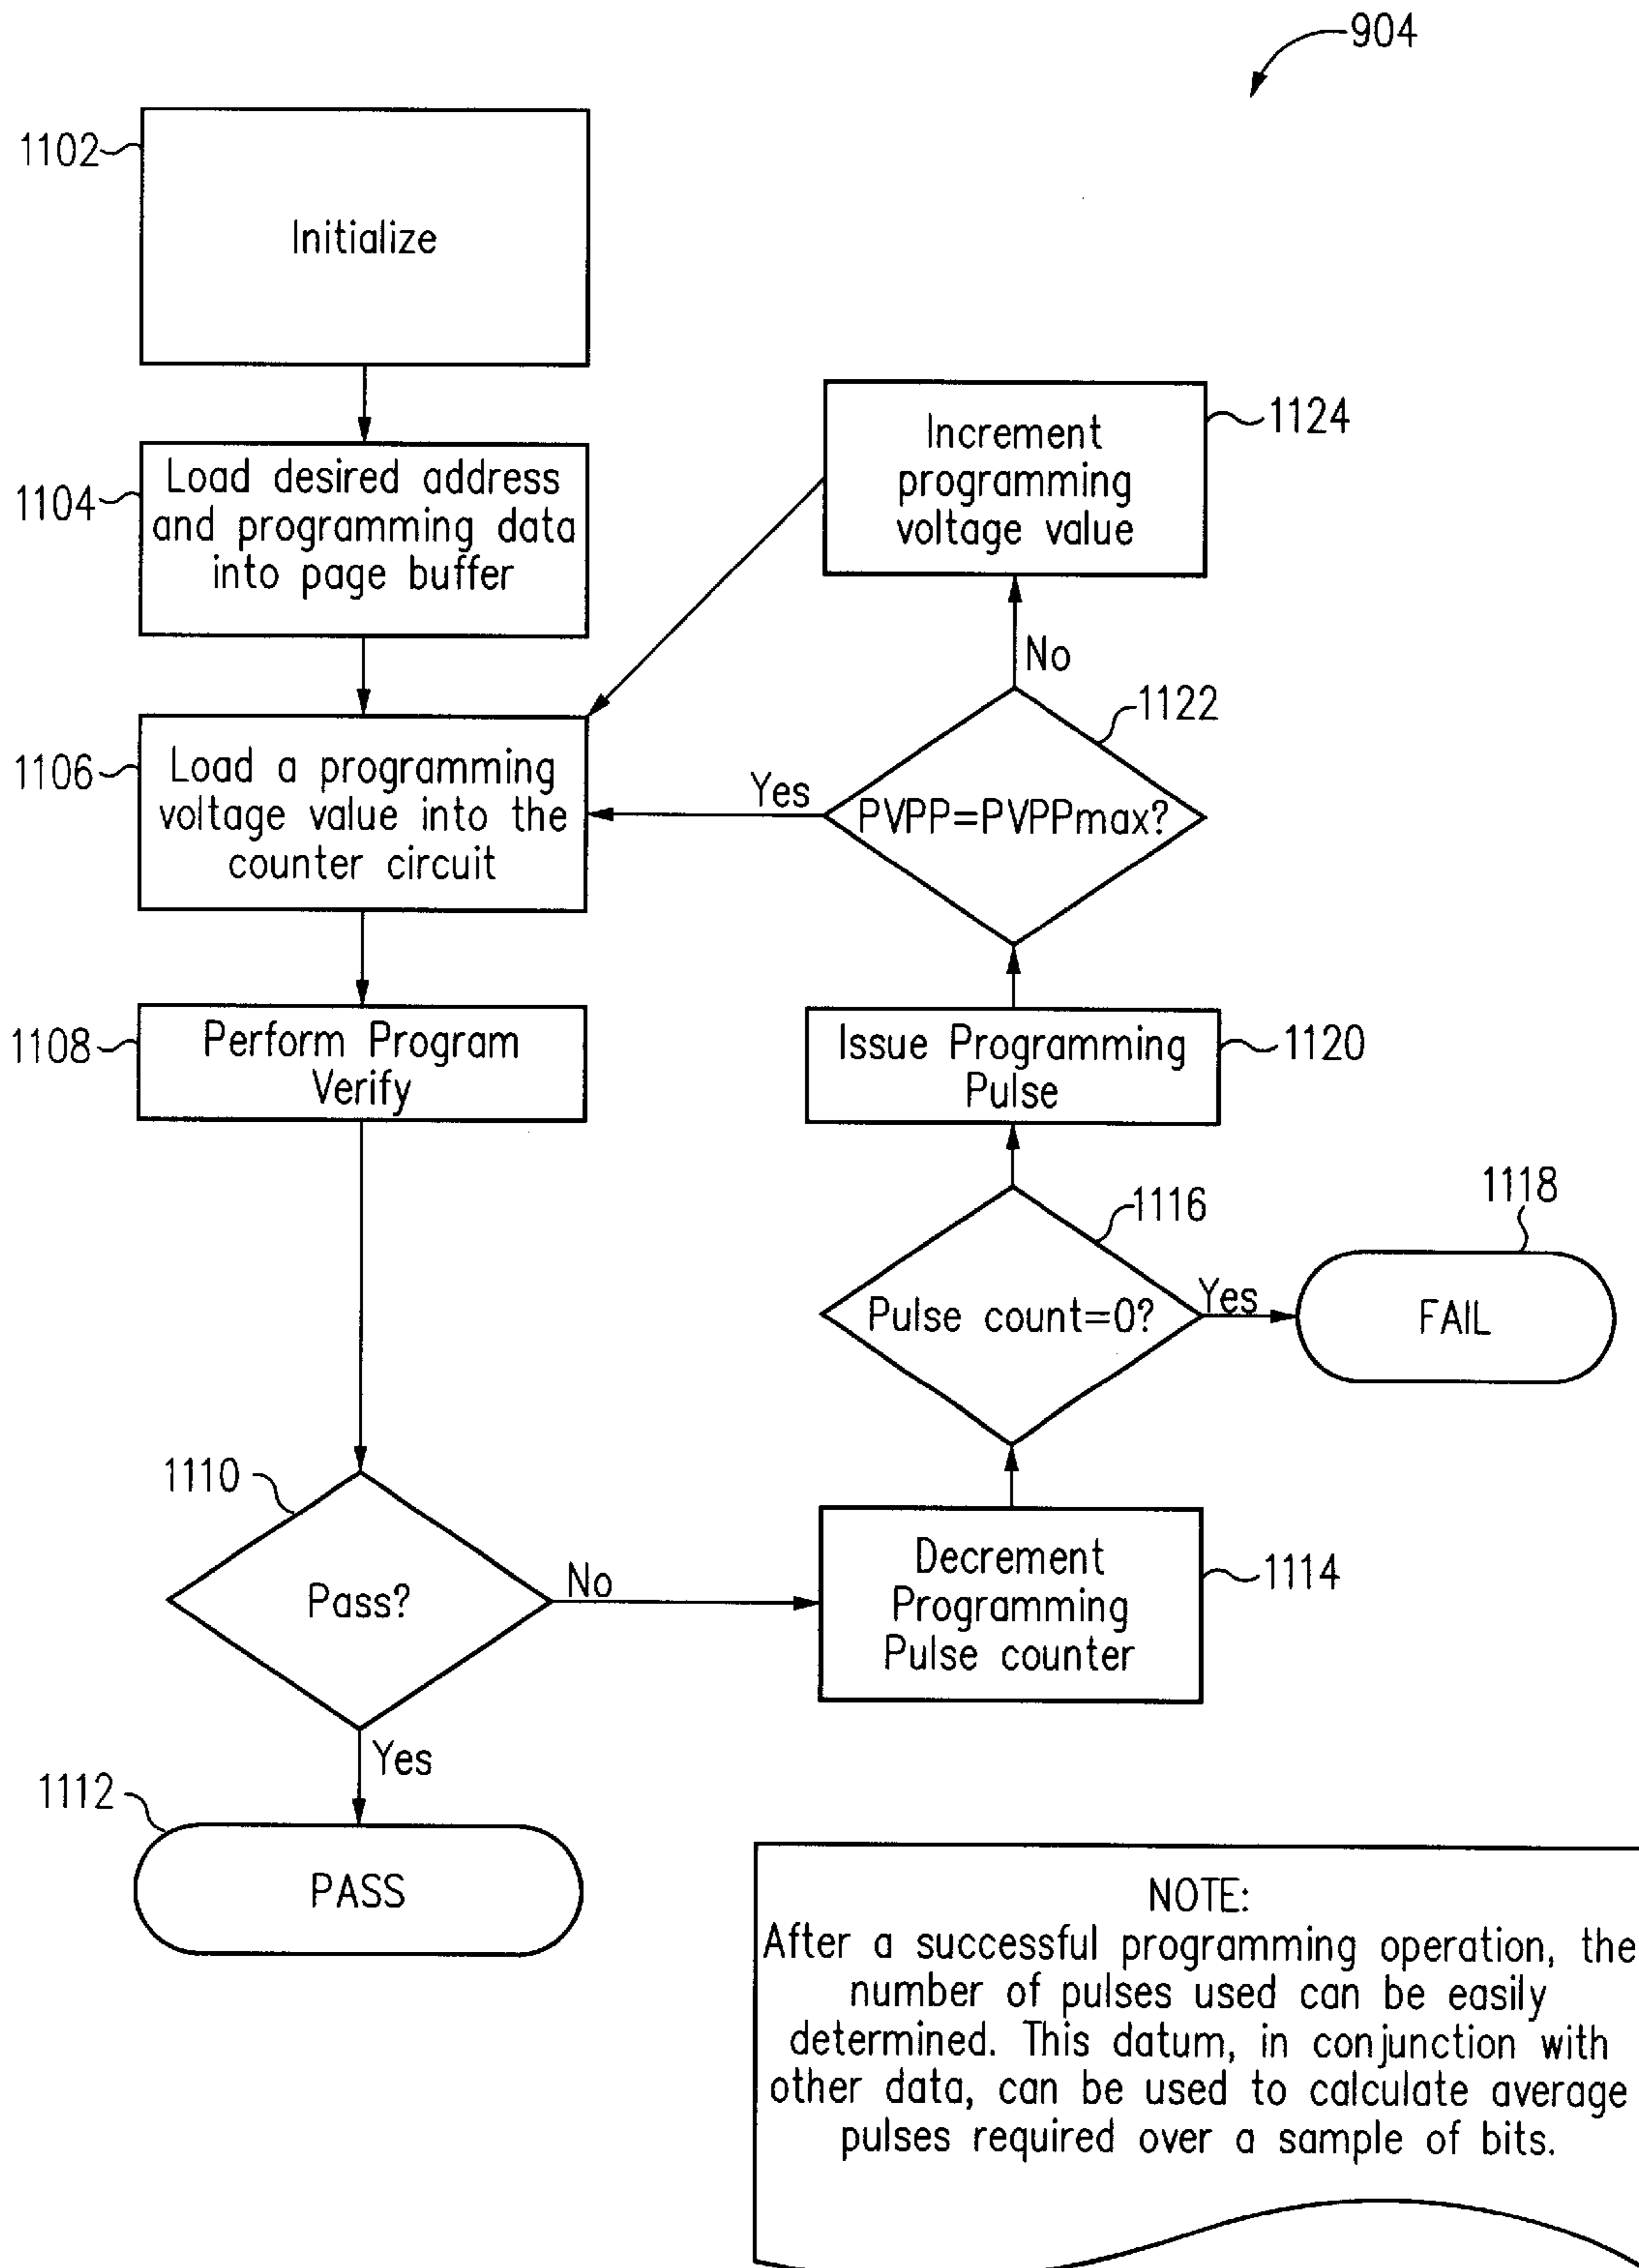 904
1102
Initialize
1104
Load desired address
and programming data
into page buffer
1106
Load a programming
voltage value into the
counter circuit
1108
Perform Program
Verify
1110
Pass?
No
Yes
1112
PASS
1124
Increment
programming
voltage value
No
1122
Yes
PVPP=PVPPmax?
Issue Programming
Pulse
1120
1116
1118
Pulse count=0?
Yes
FAIL
Decrement
Programming
Pulse counter
1114
NOTE:
After a successful programming operation, the
number of pulses used can be easily
determined. This datum, in conjunction with
other data, can be used to calculate average
pulses required over a sample of bits.